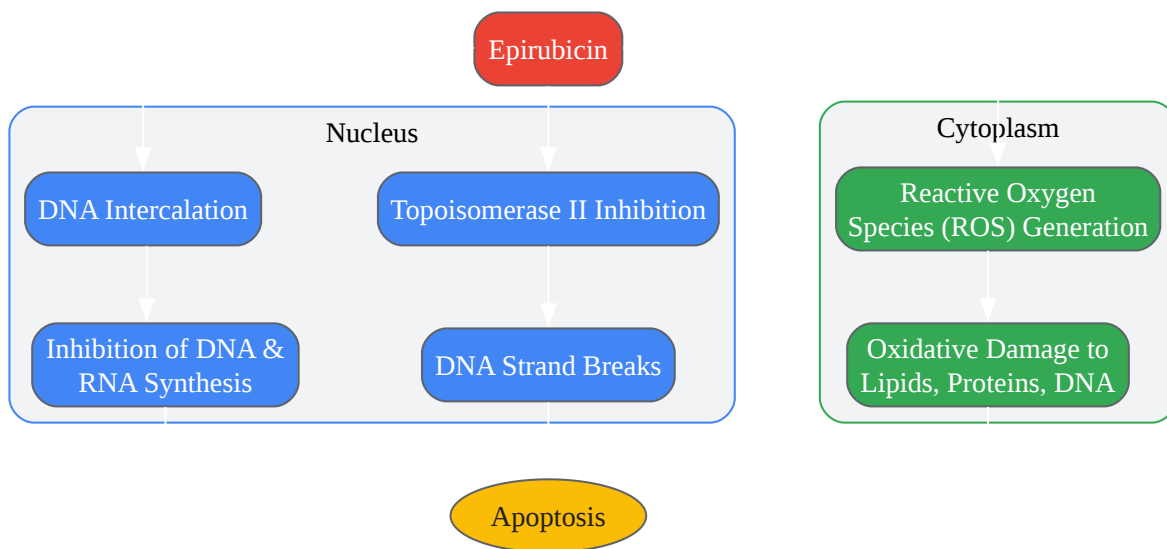 Epirubicin
Nucleus
Cytoplasm
DNA Intercalation
Topoisomerase II Inhibition
Reactive Oxygen
Species (ROS) Generation
Inhibition of DNA &
RNA Synthesis
DNA Strand Breaks
Oxidative Damage to
Lipids, Proteins, DNA
Apoptosis